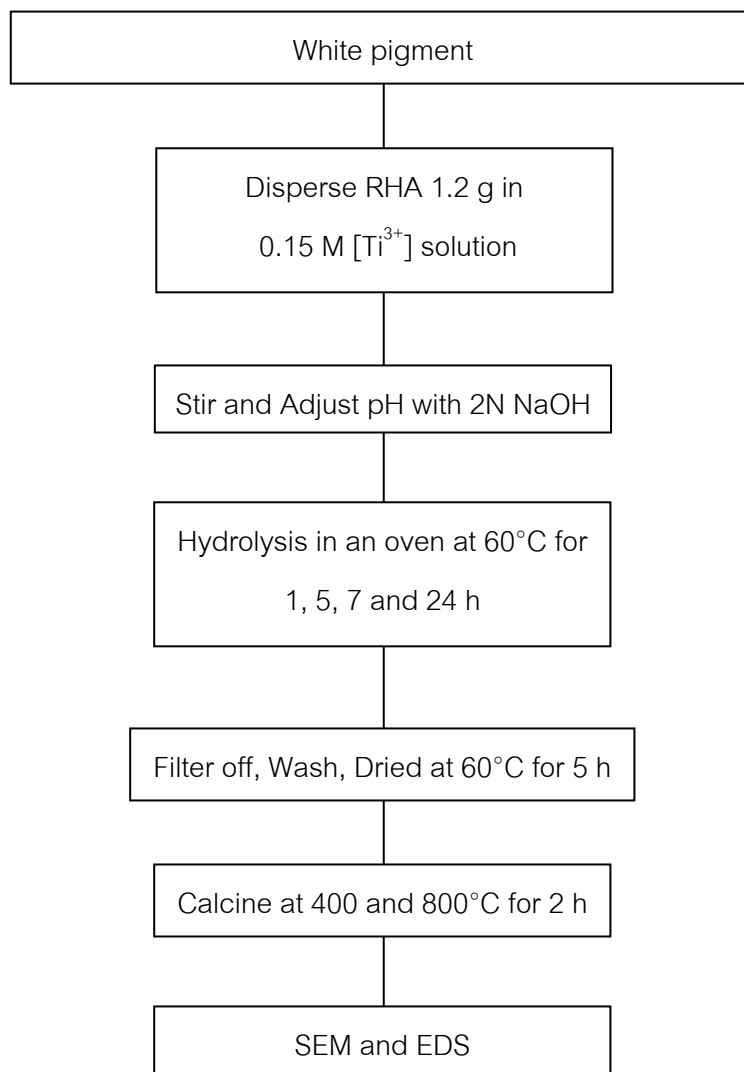 White pigment
Disperse RHA 1.2 g in
0.15 M [Ti³⁺] solution
Stir and Adjust pH with 2N NaOH
Hydrolysis in an oven at 60°C for
1, 5, 7 and 24 h
Filter off, Wash, Dried at 60°C for 5 h
Calcine at 400 and 800°C for 2 h
SEM and EDS